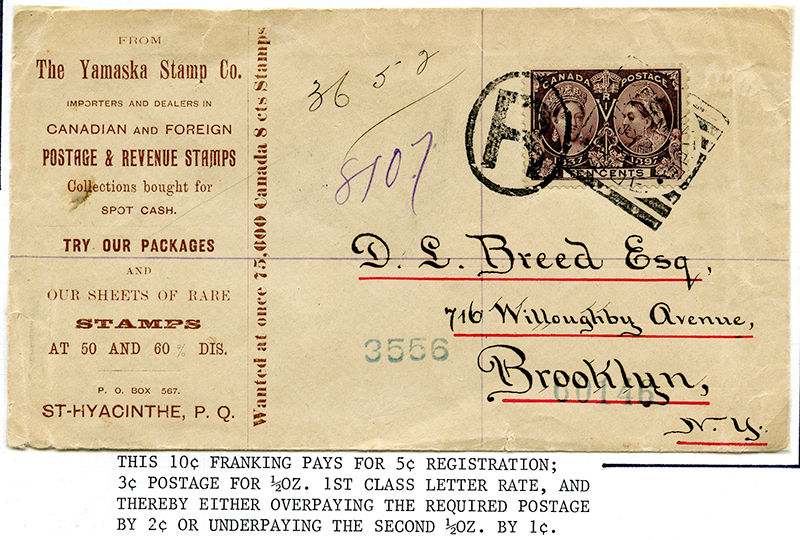 FROM
The Yamaska Stamp Co.
IMPORTERS AND DEALERS IN
CANADIAN AND FOREIGN
POSTAGE & REVENUE STAMPS
Collections bought for
SPOT CASH.
TRY OUR PACKAGES
AND
OUR SHEETS OF RARE
STAMPS
AT 50 AND 60 % DIS.
P. O. BOX 567.
ST-HYACINTHE, P. Q.
Wanted at once 75,000 Canada 8 cts Stamps
3652
R
CANADA POSTAGE
1837 1897
TEN CENTS
D. L. Breed Esq,
716 Willoughby Avenue,
3556
Brooklyn,
N. Y.
THIS 10¢ FRANKING PAYS FOR 5¢ REGISTRATION;
3¢ POSTAGE FOR ½OZ. 1ST CLASS LETTER RATE, AND
THEREBY EITHER OVERPAYING THE REQUIRED POSTAGE
BY 2¢ OR UNDERPAYING THE SECOND ½OZ. BY 1¢.